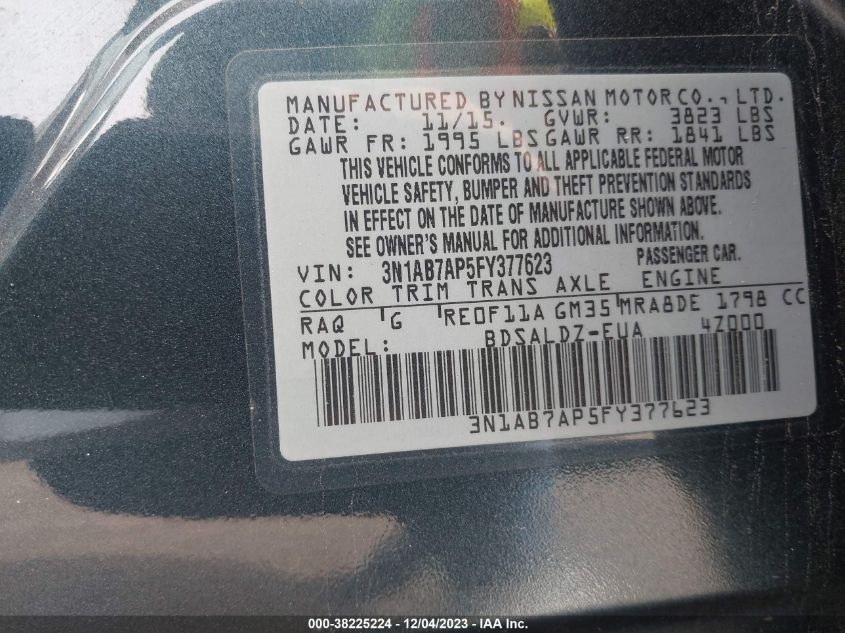 MANUFACTURED BY NISSAN MOTOR CO., LTD.
DATE: 11/15. GVWR: 3823 LBS
GAWR FR: 1995 LBS GAWR RR: 1841 LBS
THIS VEHICLE CONFORMS TO ALL APPLICABLE FEDERAL MOTOR
VEHICLE SAFETY, BUMPER AND THEFT PREVENTION STANDARDS
IN EFFECT ON THE DATE OF MANUFACTURE SHOWN ABOVE.
SEE OWNER'S MANUAL FOR ADDITIONAL INFORMATION.
VIN: 3N1AB7AP5FY377623 PASSENGER CAR.
COLOR TRIM TRANS AXLE ENGINE
RAQ G RE0F11A GM35 MRA8DE 1798 CC
MODEL: BDSALDZ-EUA 4Z000
3N1AB7AP5FY377623
000-38225224 - 12/04/2023 - Copart, Inc.